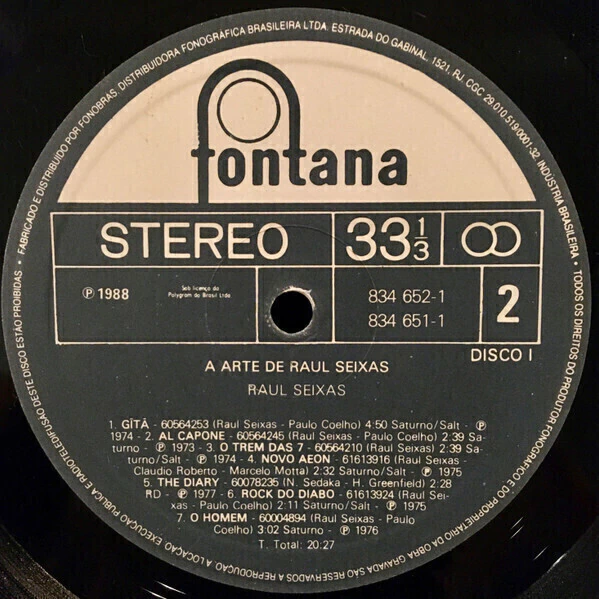 FABRICADO E DISTRIBUIDO POR FONOBRAS, DISTRIBUIDORA FONOGRÁFICA BRASILEIRA LTDA. ESTRADA DO GABINAL, 1521, RJ, CGC. 29.010.519/0001-32. INDUSTRIA BRASILEIRA. • TODOS OS DIREITOS DO PRODUTOR FONOGRÁFICO E DO PROPRIETÁRIO DA OBRA GRAVADA SÃO RESERVADOS. A REPRODUÇÃO, A LOCAÇÃO, EXECUÇÃO PUBLICA E RADIOTELEDIFUSÃO DESTE DISCO ESTÃO PROIBIDAS. •
fontana
STEREO 33 1/3
℗ 1988
Sob licença da
Polygram do Brasil Ltda
834 652-1
834 651-1
2
DISCO I
A ARTE DE RAUL SEIXAS
RAUL SEIXAS
1. GÎTÂ - 60564253 (Raul Seixas - Paulo Coelho) 4:50 Saturno/Salt - ℗
1974 - 2. AL CAPONE - 60564245 (Raul Seixas - Paulo Coelho) 2:39 Sa-
turno - ℗ 1973 - 3. O TREM DAS 7 - 60564210 (Raul Seixas) 2:39 Sa-
turno/Salt - ℗ 1974 - 4. NOVO AEON - 61613916 (Raul Seixas -
Claudio Roberto - Marcelo Motta) 2:32 Saturno/Salt - ℗ 1975
5. THE DIARY - 60078235 (N. Sedaka - H. Greenfield) 2:28
RD - ℗ 1977 - 6. ROCK DO DIABO - 61613924 (Raul Sei-
xas - Paulo Coelho) 2:11 Saturno/Salt - ℗ 1975
7. O HOMEM - 60004894 (Raul Seixas - Paulo
Coelho) 3:02 Saturno - ℗ 1976
T. Total: 20:27